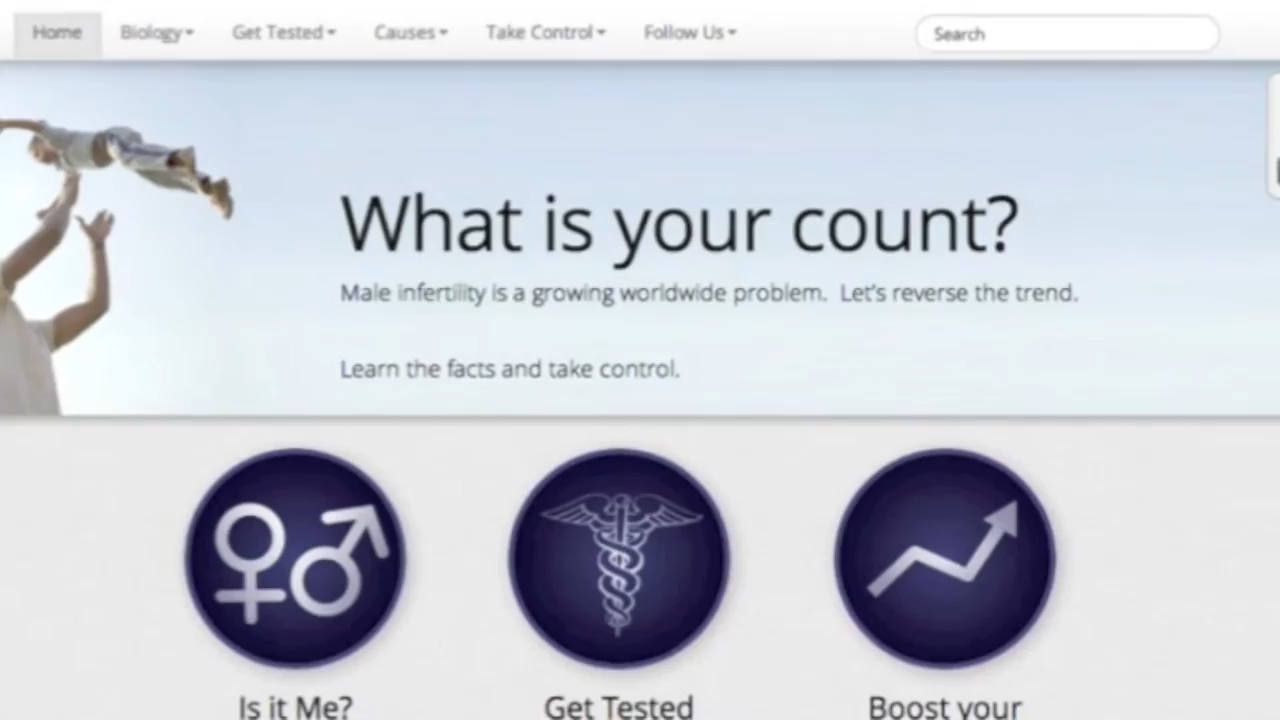 Home Biology Get Tested Causes Take Control Follow Us Search
What is your count?
Male infertility is a growing worldwide problem. Let's reverse the trend.
Learn the facts and take control.
Is it Me? Get Tested Boost your